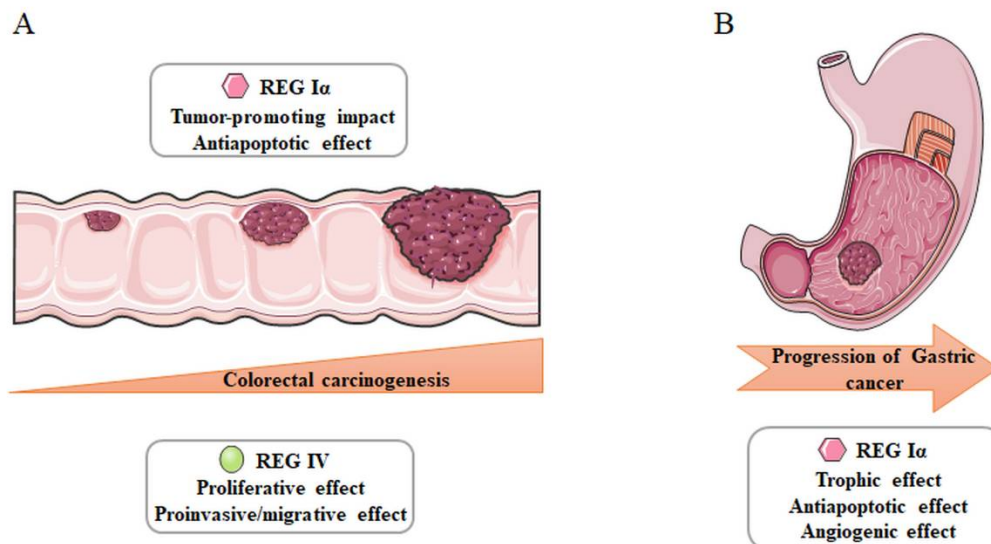 A
REG Iα
Tumor-promoting impact
Antiapoptotic effect
Colorectal carcinogenesis
REG IV
Proliferative effect
Proinvasive/migrative effect
B
Progression of Gastric
cancer
REG Iα
Trophic effect
Antiapoptotic effect
Angiogenic effect